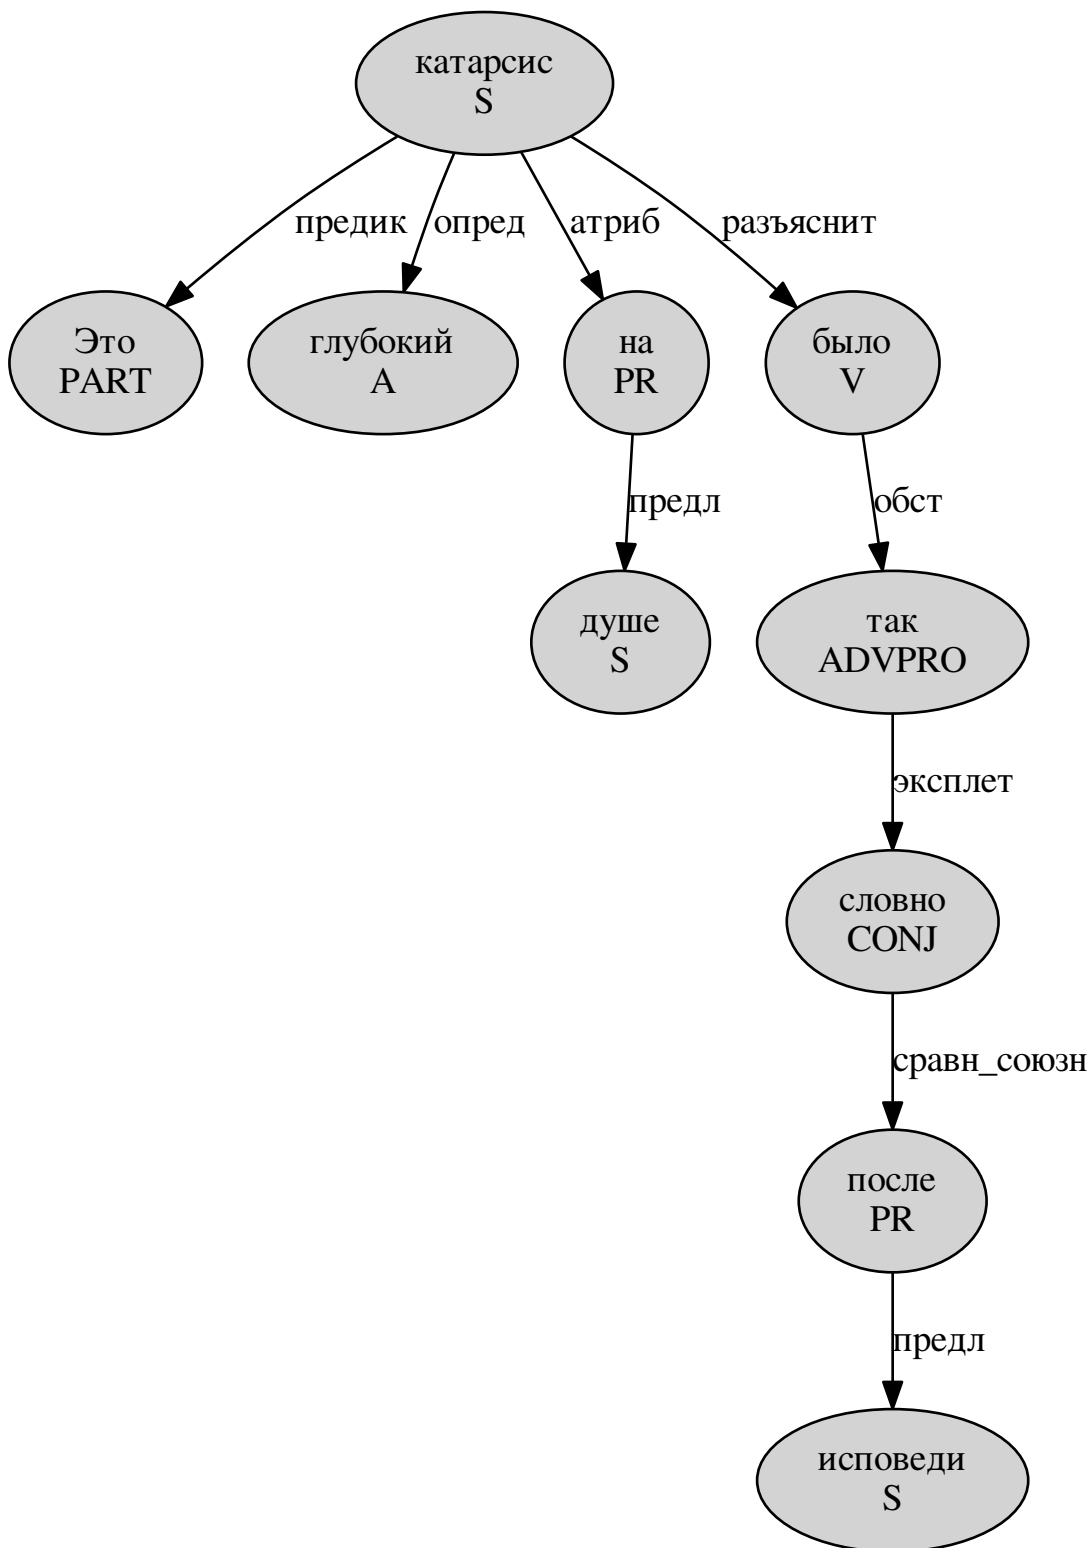 катарсис
S
предик
опред
атриб
разъяснит
Это
PART
глубокий
A
на
PR
было
V
предл
обст
душе
S
так
ADVPRO
эксплет
словно
CONJ
сравн_союзн
после
PR
предл
исповеди
S